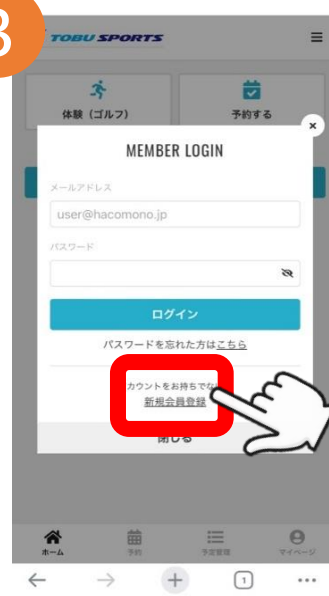 3
TOBU SPORTS
体験（ゴルフ）
予約する
MEMBER LOGIN
メールアドレス
user@hacomono.jp
パスワード
ログイン
パスワードを忘れた方はこちら
カウントをお持ちでな
新規会員登録
閉じる
ホーム
予約
予定管理
マイページ
1